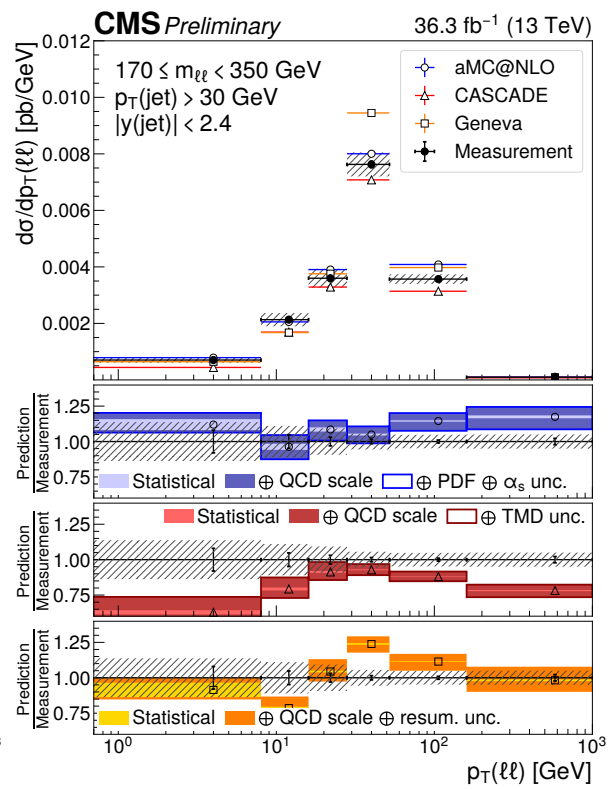 CMS Preliminary 36.3 fb⁻¹ (13 TeV)
dσ/dp_T(ℓℓ) [pb/GeV]
0.012
0.010
0.008
0.006
0.004
0.002
170 ≤ m_ℓℓ < 350 GeV
p_T(jet) > 30 GeV
|y(jet)| < 2.4
aMC@NLO
CASCADE
Geneva
Measurement
Prediction
Measurement
1.25
1.00
0.75
Statistical ⊕ QCD scale ⊕ PDF ⊕ α_s unc.
Prediction
Measurement
1.25
1.00
0.75
Statistical ⊕ QCD scale ⊕ TMD unc.
Prediction
Measurement
1.25
1.00
0.75
Statistical ⊕ QCD scale ⊕ resum. unc.
s
10⁰ 10¹ 10² 10³
p_T(ℓℓ) [GeV]